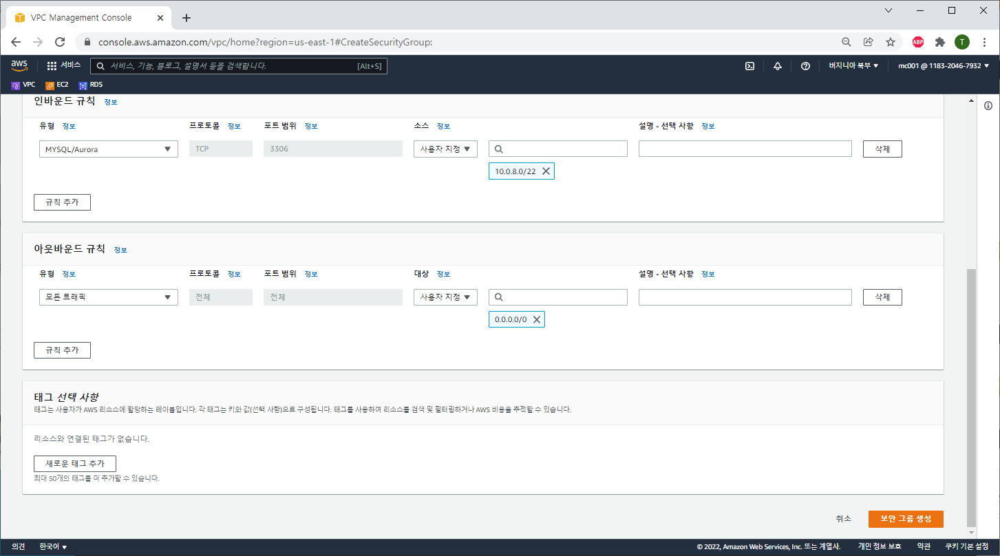 VPC Management Console
console.aws.amazon.com/vpc/home?region=us-east-1#CreateSecurityGroup:
ABP
T
aws
서비스
서비스, 기능, 블로그, 설명서 등을 검색합니다. [Alt+S]
버지니아 북부
mc001 @ 1183-2046-7932
VPC EC2 RDS
인바운드 규칙 정보
유형 정보 프로토콜 정보 포트 범위 정보 소스 정보 설명 - 선택 사항 정보
MYSQL/Aurora TCP 3306 사용자 지정 삭제
10.0.8.0/22
규칙 추가
아웃바운드 규칙 정보
유형 정보 프로토콜 정보 포트 범위 정보 대상 정보 설명 - 선택 사항 정보
모든 트래픽 전체 전체 사용자 지정 삭제
0.0.0.0/0
규칙 추가
태그 선택 사항
태그는 사용자가 AWS 리소스에 할당하는 레이블입니다. 각 태그는 키와 값(선택 사항)으로 구성됩니다. 태그를 사용하여 리소스를 검색 및 필터링하거나 AWS 비용을 추적할 수 있습니다.
리소스와 연결된 태그가 없습니다.
새로운 태그 추가
최대 50개의 태그를 더 추가할 수 있습니다.
취소 보안 그룹 생성
의견 한국어 © 2022, Amazon Web Services, Inc. 또는 계열사. 개인 정보 보호 약관 쿠키 기본 설정